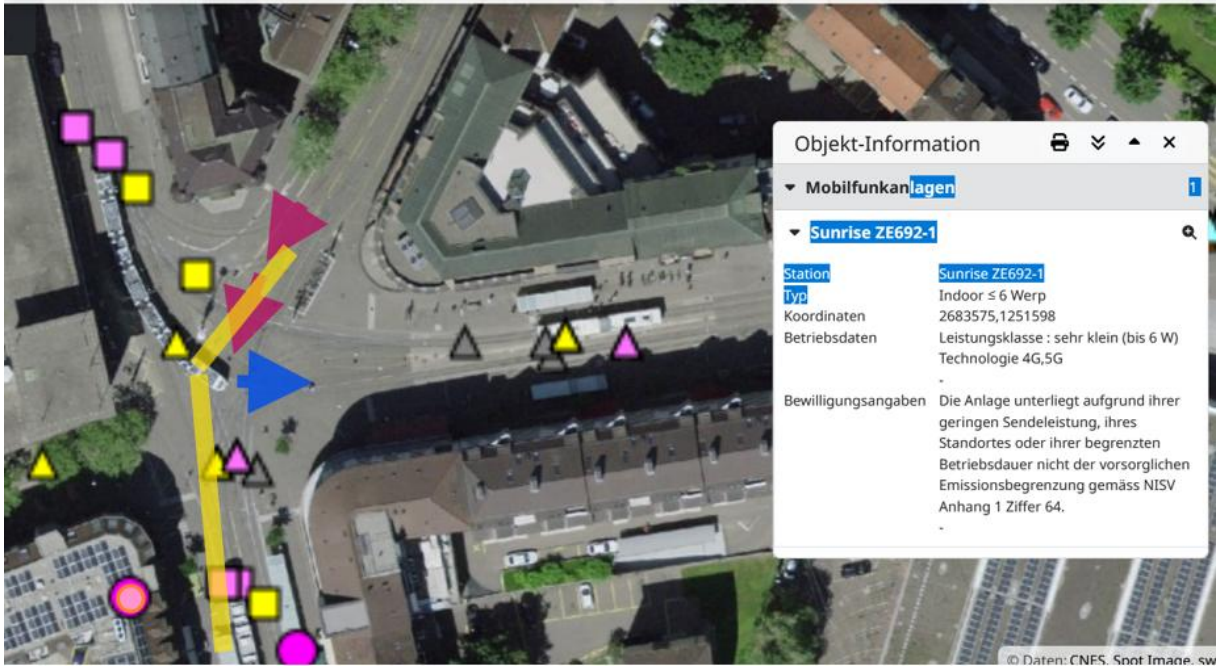 Objekt-Information
Mobilfunkanlagen 1
Sunrise ZE692-1
Station Sunrise ZE692-1
Typ Indoor ≤ 6 Werp
Koordinaten 2683575,1251598
Betriebsdaten Leistungsklasse : sehr klein (bis 6 W)
Technologie 4G,5G
-
Bewilligungsangaben Die Anlage unterliegt aufgrund ihrer
geringen Sendeleistung, ihres
Standortes oder ihrer begrenzten
Betriebsdauer nicht der vorsorglichen
Emissionsbegrenzung gemäss NISV
Anhang 1 Ziffer 64.
-
© Daten: CNES, Spot Image, sw